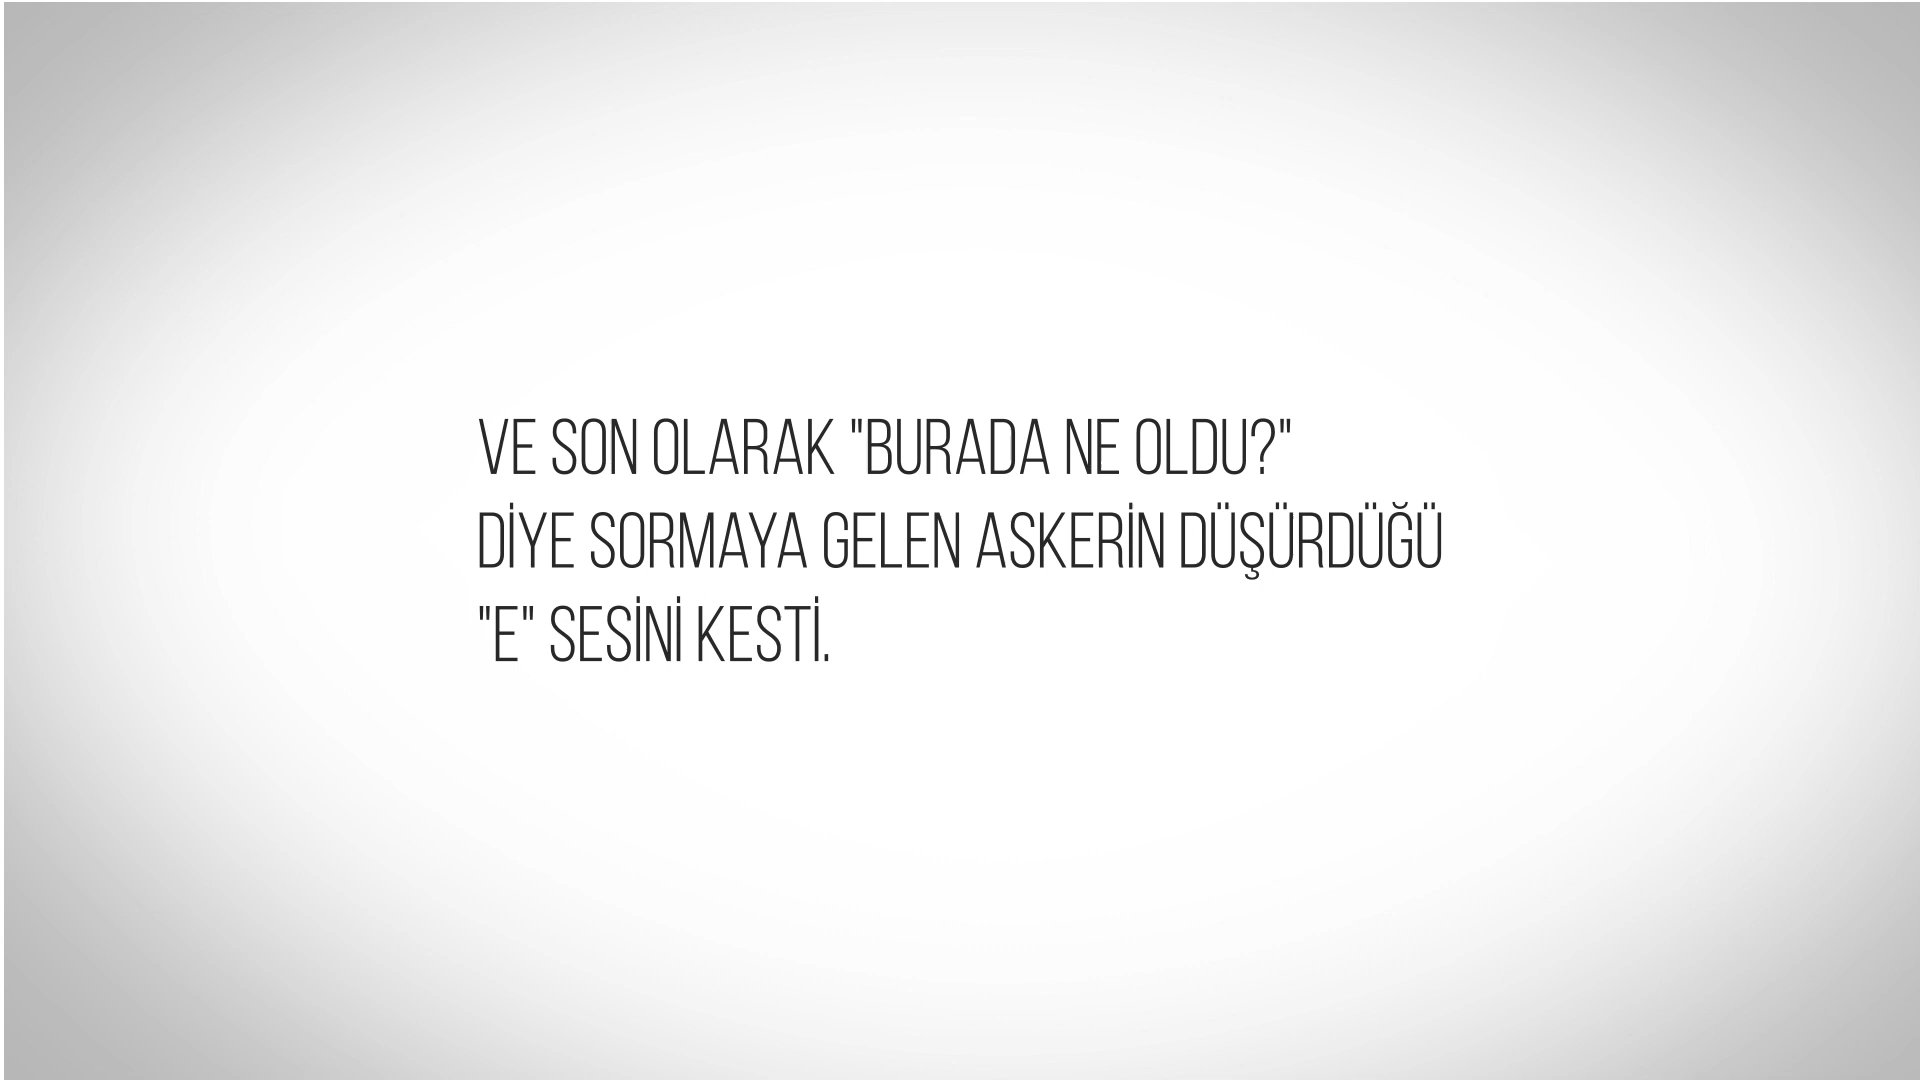 VE SON OLARAK "BURADA NE OLDU?"
DİYE SORMAYA GELEN ASKERİN DÜŞÜRDÜĞÜ
"E" SESİNİ KESTİ.